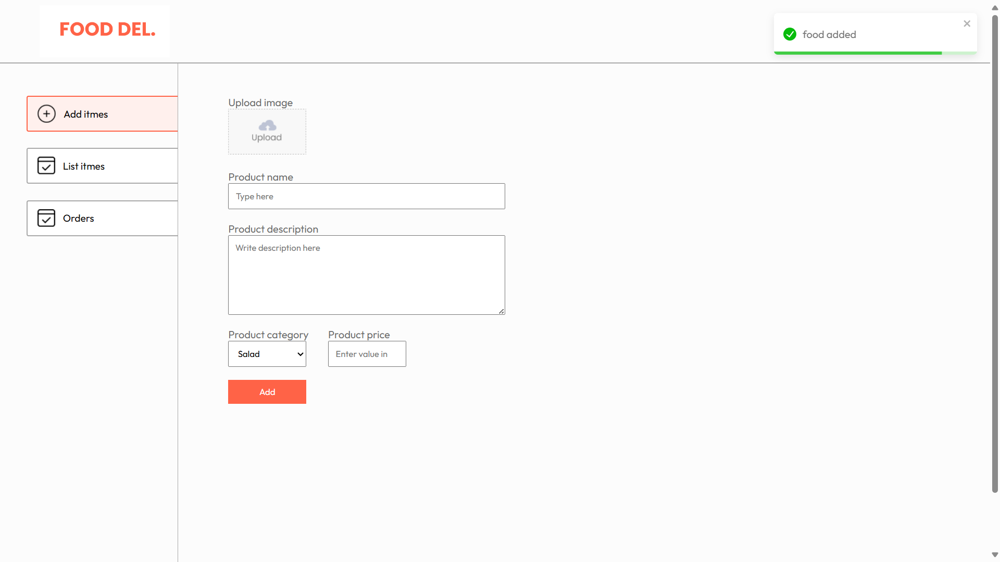 FOOD DEL.
food added
Add itmes
List itmes
Orders
Upload image
Upload
Product name
Type here
Product description
Write description here
Product category
Product price
Salad
Enter value in
Add